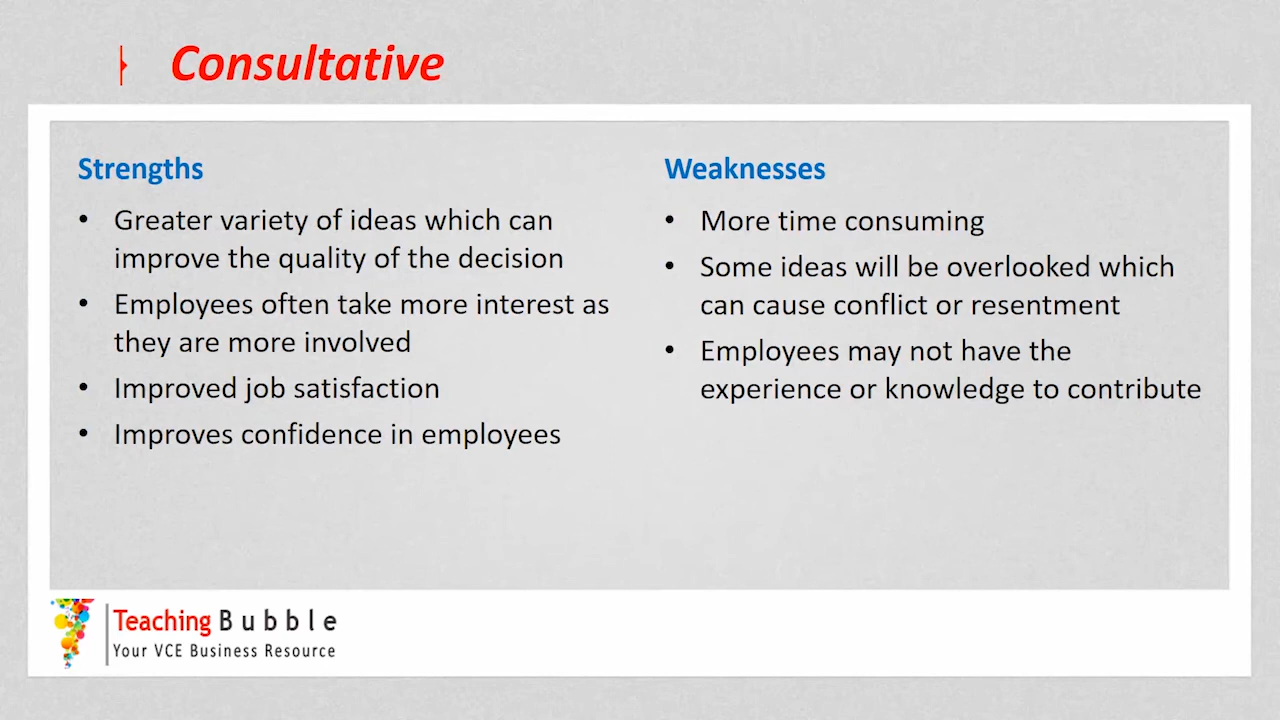 Consultative
Strengths
• Greater variety of ideas which can
improve the quality of the decision
• Employees often take more interest as
they are more involved
• Improved job satisfaction
• Improves confidence in employees
Weaknesses
• More time consuming
• Some ideas will be overlooked which
can cause conflict or resentment
• Employees may not have the
experience or knowledge to contribute
Teaching Bubble
Your VCE Business Resource